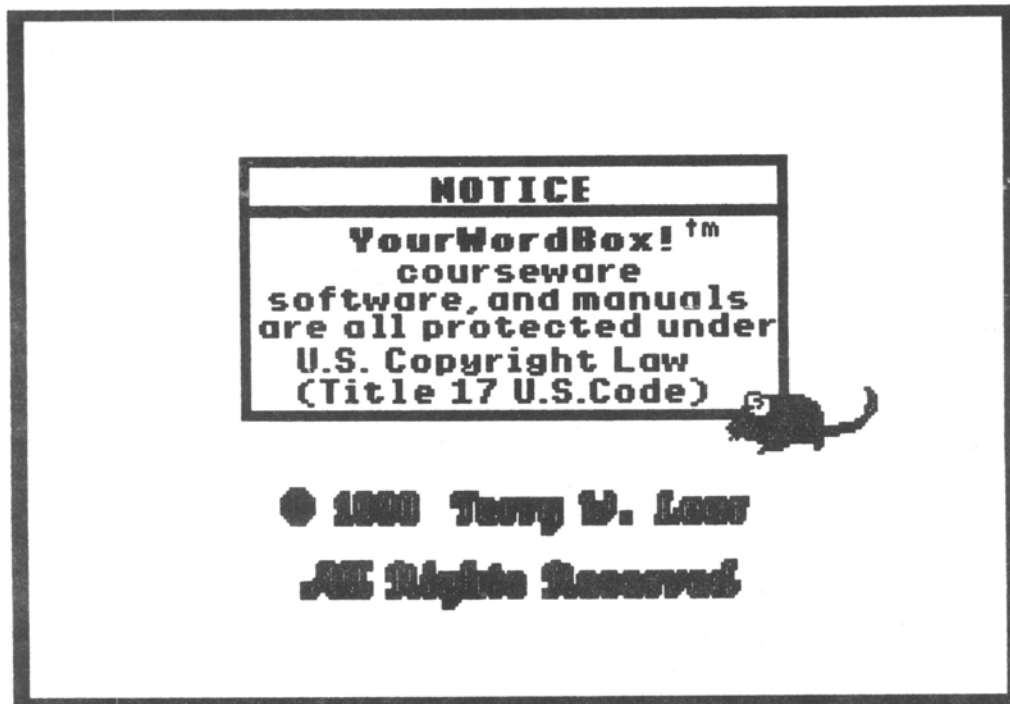 NOTICE
YourWordBox! tm
courseware
software, and manuals
are all protected under
U.S. Copyright Law
(Title 17 U.S.Code)
Terry W.
All Rights Reserved